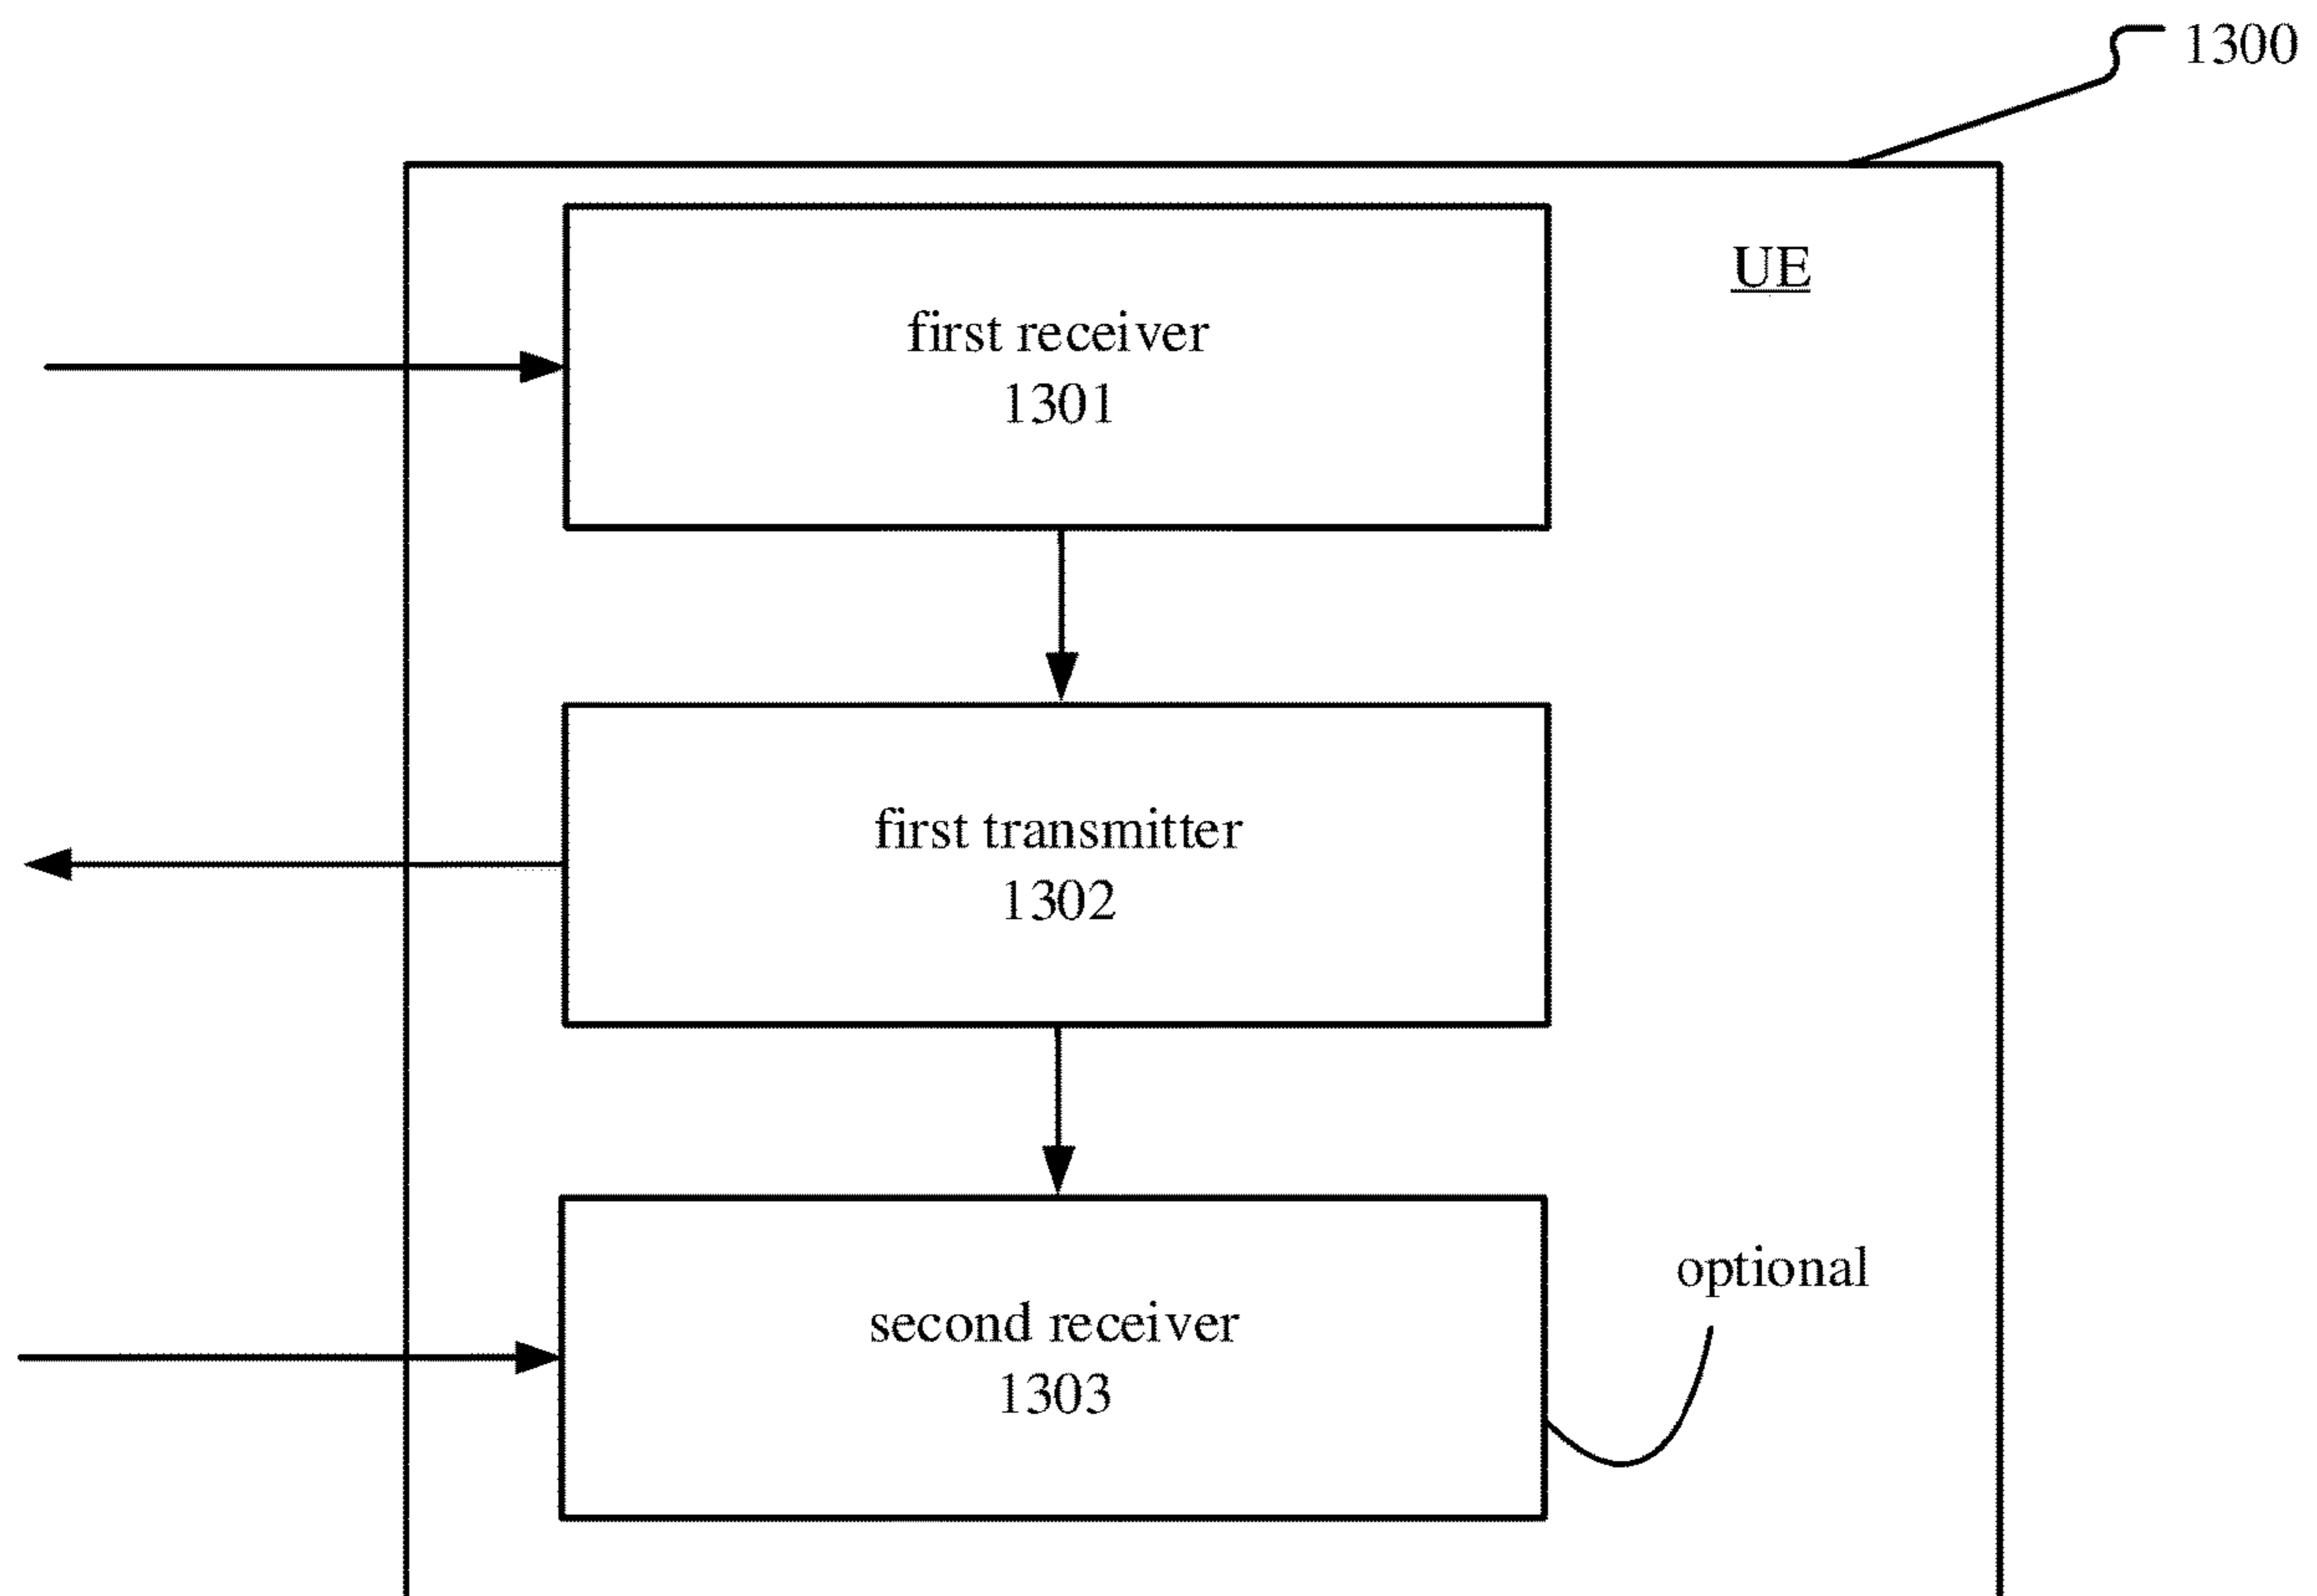 1300
UE
first receiver
1301
first transmitter
1302
optional
second receiver
1303